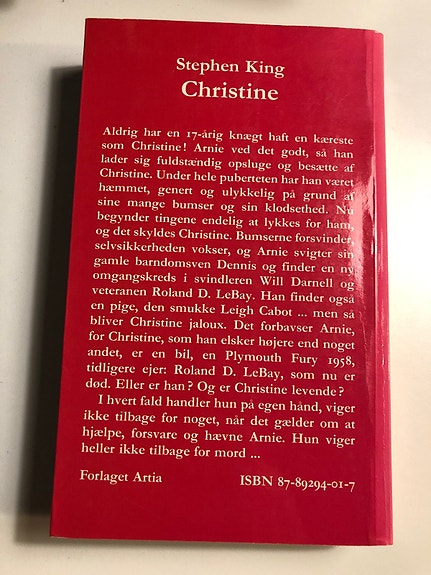 Stephen King
Christine
Aldrig har en 17-årig knægt haft en kæreste
som Christine! Arnie ved det godt, så han
lader sig fuldstændig opsluge og besætte af
Christine. Under hele puberteten har han været
hæmmet, genert og ulykkelig på grund af
sine mange bumser og sin klodsethed. Nu
begynder tingene endelig at lykkes for ham,
og det skyldes Christine. Bumserne forsvinder,
selvsikkerheden vokser, og Arnie svigter sin
gamle barndomsven Dennis og finder en ny
omgangskreds i svindleren Will Darnell og
veteranen Roland D. LeBay. Han finder også
en pige, den smukke Leigh Cabot ... men så
bliver Christine jaloux. Det forbavser Arnie,
for Christine, som han elsker højere end noget
andet, er en bil, en Plymouth Fury 1958,
tidligere ejer: Roland D. LeBay, som nu er
død. Eller er han? Og er Christine levende?
I hvert fald handler hun på egen hånd, viger
ikke tilbage for noget, når det gælder om at
hjælpe, forsvare og hævne Arnie. Hun viger
heller ikke tilbage for mord ...
Forlaget Artia ISBN 87-89294-01-7